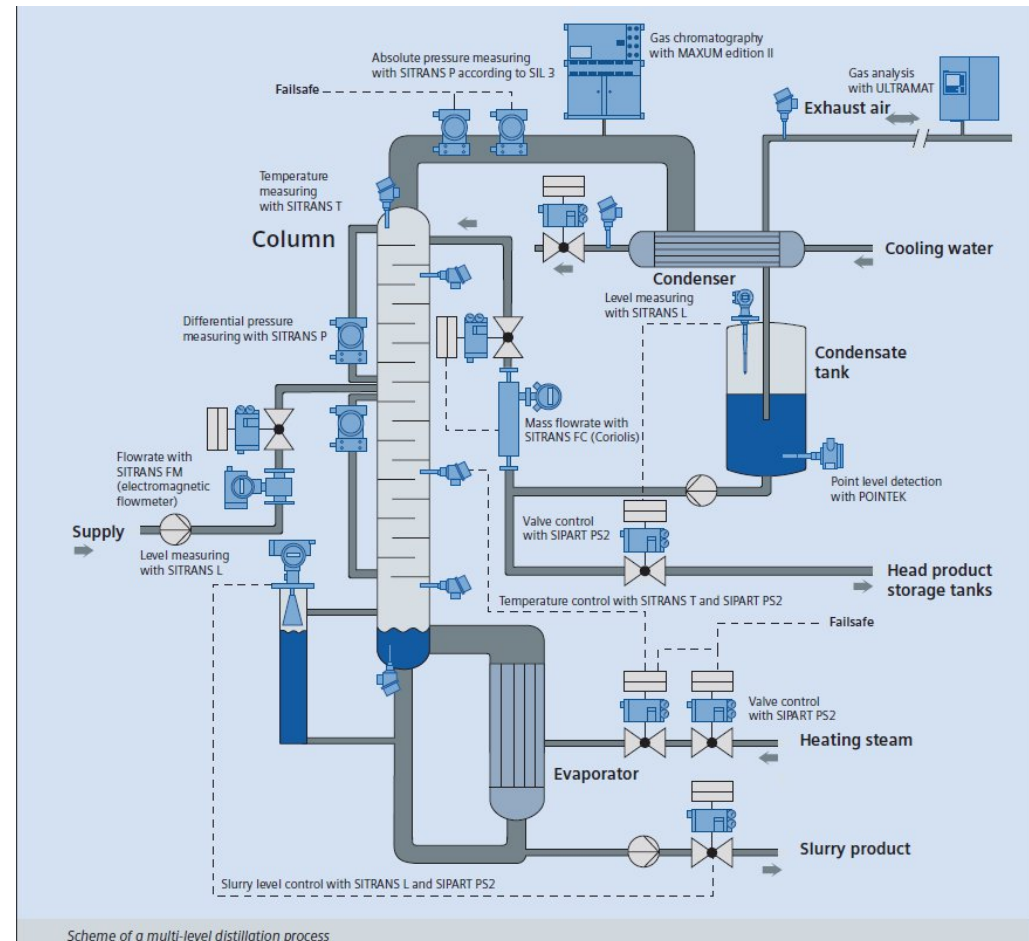 Gas chromatography
with MAXUM edition II
Absolute pressure measuring
with SITRANS P according to SIL 3
Failsafe
Gas analysis
with ULTRAMAT
Exhaust air
Temperature
measuring
with SITRANS T
Column
Cooling water
Condenser
Level measuring
with SITRANS L
Differential pressure
measuring with SITRANS P
Condensate
tank
Mass flowrate with
SITRANS FC (Coriolis)
Flowrate with
SITRANS FM
(electromagnetic
flowmeter)
Point level detection
with POINTEK
Supply
Level measuring
with SITRANS L
Valve control
with SIPART PS2
Head product
storage tanks
Temperature control with SITRANS T and SIPART PS2
Failsafe
Valve control
with SIPART PS2
Heating steam
Evaporator
Slurry product
Slurry level control with SITRANS L and SIPART PS2
Scheme of a multi-level distillation process